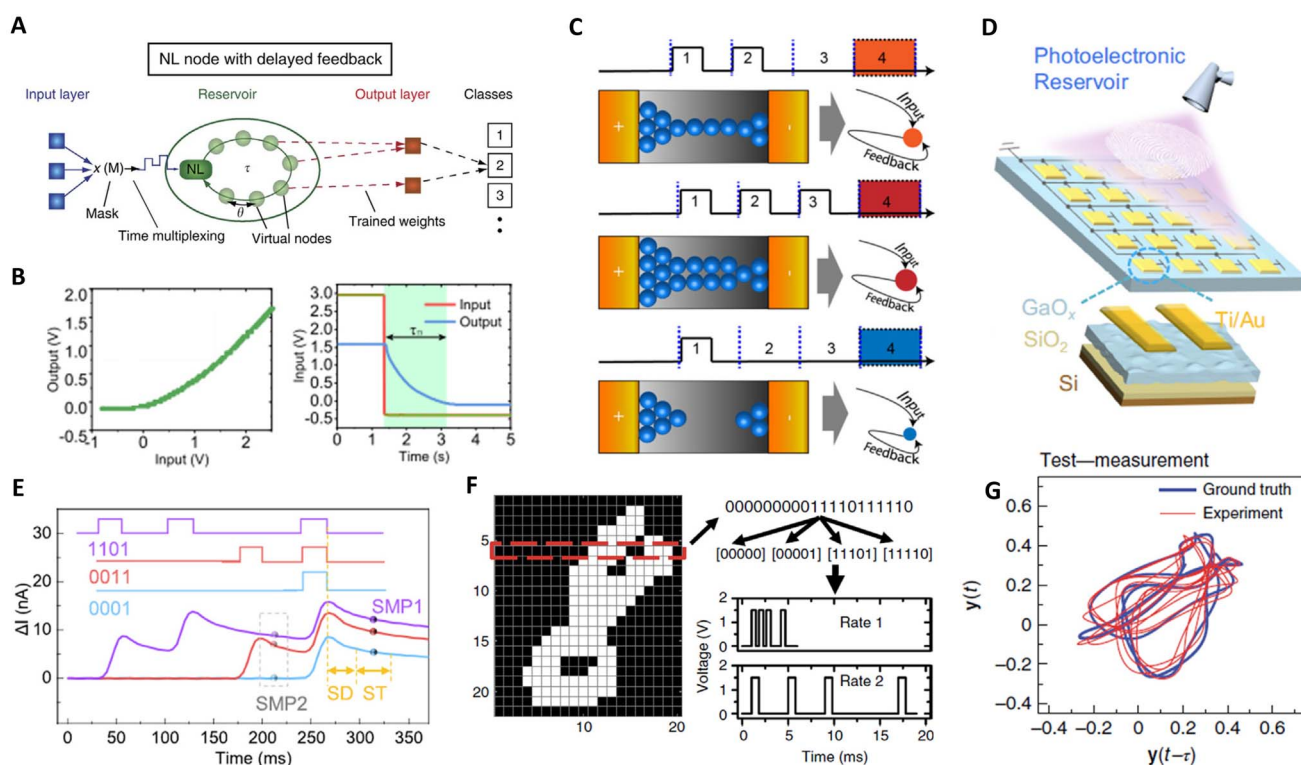 A
NL node with delayed feedback
Input layer
Reservoir
Output layer
Classes
1
2
3
x (M)
NL
τ
θ
Mask
Time multiplexing
Virtual nodes
Trained weights
B
2.0
1.5
1.0
0.5
0.0
-0.5
Output (V)
-1 0 1 2
Input (V)
3.0
2.5
2.0
1.5
1.0
0.5
0.0
-0.5
Input (V)
Input
Output
0 1 2 3 4 5
Time (s)
C
1 2 3 4
+ -
Input
Feedback
1 2 3 4
+ -
Input
Feedback
1 2 3 4
+ -
Input
Feedback
D
Photoelectronic
Reservoir
GaOx
SiO2
Si
Ti/Au
E
30
20
10
0
ΔI (nA)
1101
0011
0001
SMP1
SMP2
SD ST
0 50 100 150 200 250 300 350
Time (ms)
F
5
10
15
20
10 20
00000000011110111110
[00000] [00001] [11101] [11110]
2
1
0
Rate 1
2
1
0
Rate 2
Voltage (V)
0 5 10 15 20
Time (ms)
G
Test—measurement
Ground truth
Experiment
0.4
0.2
0
−0.2
−0.4
y(t)
−0.4 −0.2 0 0.2 0.4 0.6
y(t−τ)